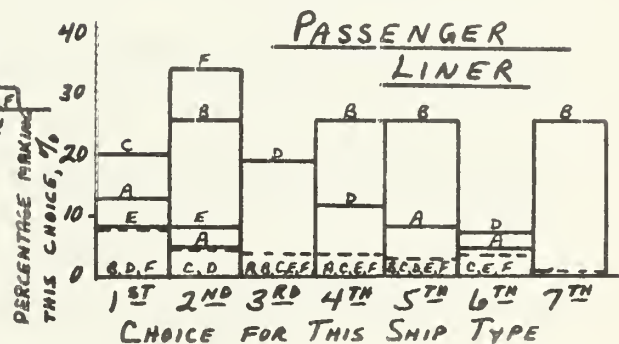 PASSENGER
LINER
PERCENTAGE MARKING
THIS CHOICE, %
40
30
20
10
0
F
C
A
E
B, D, F
F
B
E
A
C, D
D
A, B, C, E, F
B
D
A, C, E, F
B
A
B, C, D, E, F
D
A
C, E, F
B
1ST 2ND 3RD 4TH 5TH 6TH 7TH
CHOICE FOR THIS SHIP TYPE